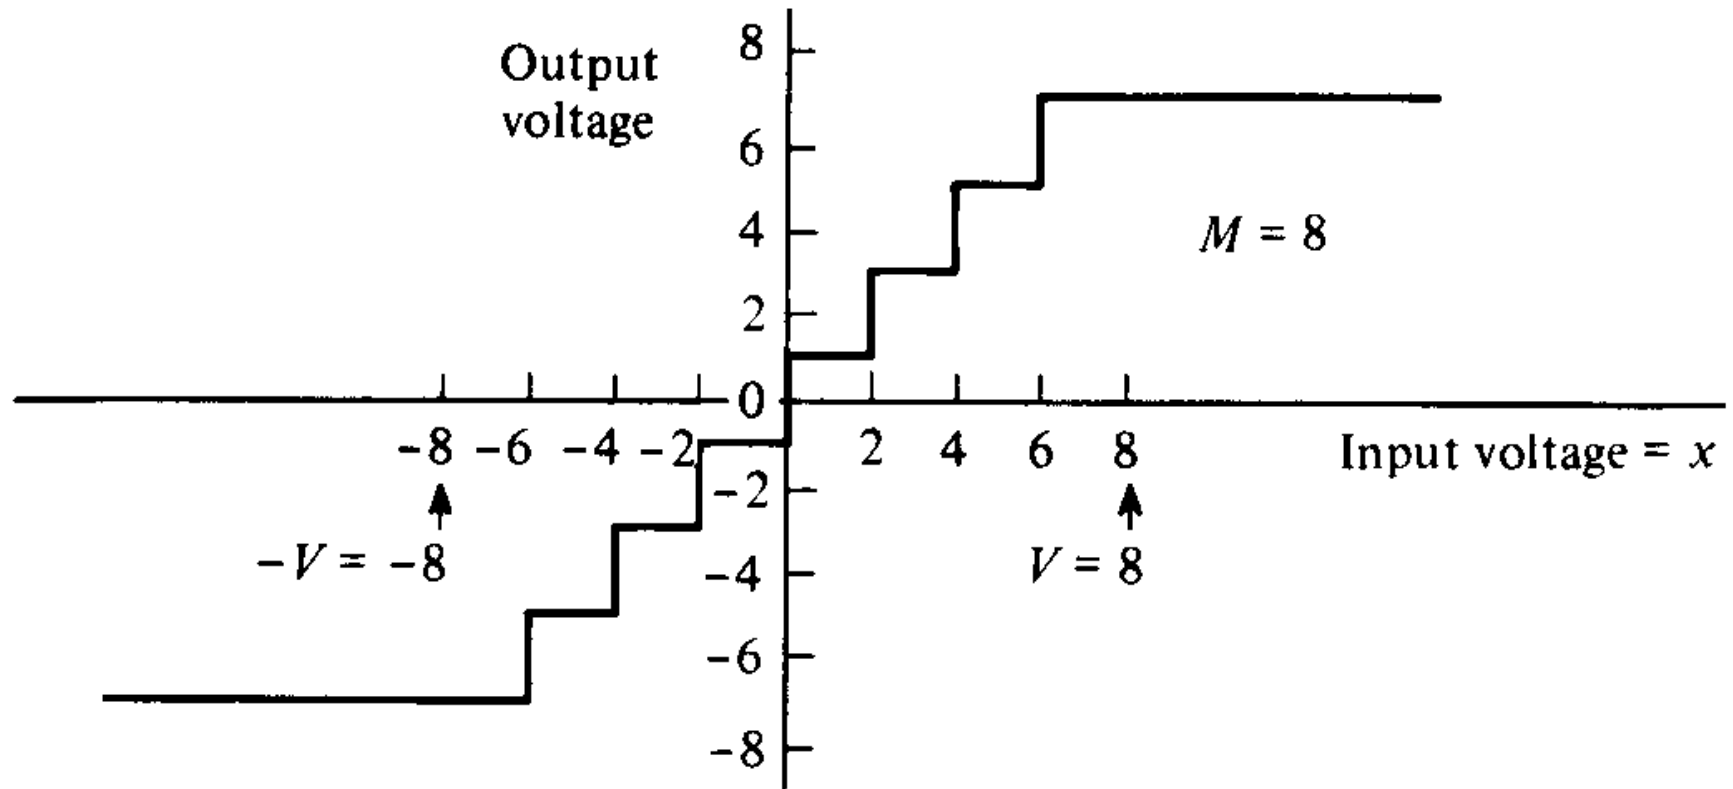 Output
voltage
8
6
4
2
0
-2
-4
-6
-8
M = 8
-8 -6 -4 -2 2 4 6 8
Input voltage = x
-V = -8
V = 8